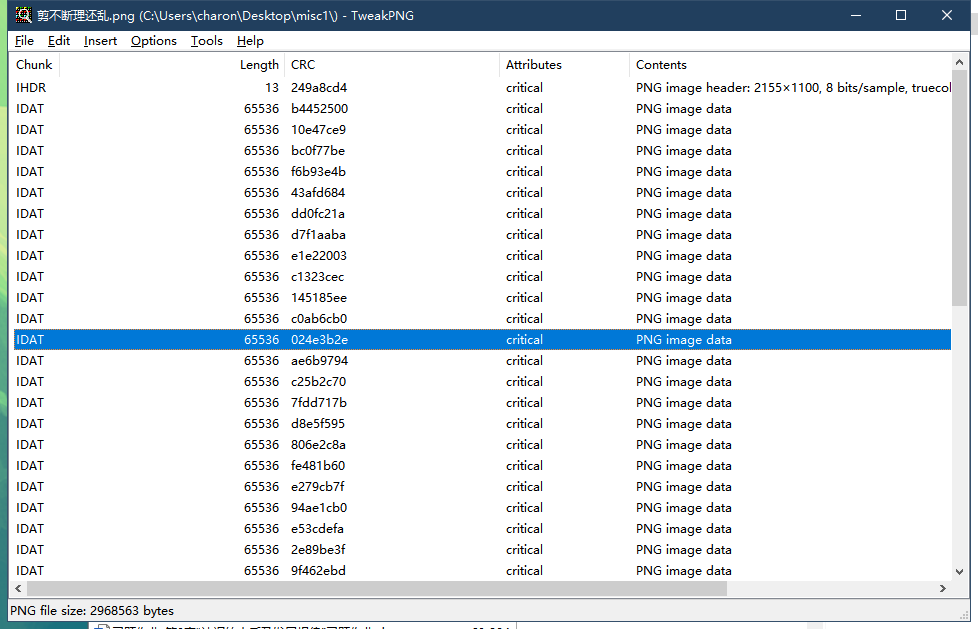 剪不断理还乱.png (C:\Users\charon\Desktop\misc1\) - TweakPNG
File Edit Insert Options Tools Help
Chunk Length CRC Attributes Contents
IHDR 13 249a8cd4 critical PNG image header: 2155×1100, 8 bits/sample, truecol
IDAT 65536 b4452500 critical PNG image data
IDAT 65536 10e47ce9 critical PNG image data
IDAT 65536 bc0f77be critical PNG image data
IDAT 65536 f6b93e4b critical PNG image data
IDAT 65536 43afd684 critical PNG image data
IDAT 65536 dd0fc21a critical PNG image data
IDAT 65536 d7f1aaba critical PNG image data
IDAT 65536 e1e22003 critical PNG image data
IDAT 65536 c1323cec critical PNG image data
IDAT 65536 145185ee critical PNG image data
IDAT 65536 c0ab6cb0 critical PNG image data
IDAT 65536 024e3b2e critical PNG image data
IDAT 65536 ae6b9794 critical PNG image data
IDAT 65536 c25b2c70 critical PNG image data
IDAT 65536 7fdd717b critical PNG image data
IDAT 65536 d8e5f595 critical PNG image data
IDAT 65536 806e2c8a critical PNG image data
IDAT 65536 fe481b60 critical PNG image data
IDAT 65536 e279cb7f critical PNG image data
IDAT 65536 94ae1cb0 critical PNG image data
IDAT 65536 e53cdefa critical PNG image data
IDAT 65536 2e89be3f critical PNG image data
IDAT 65536 9f462ebd critical PNG image data
PNG file size: 2968563 bytes